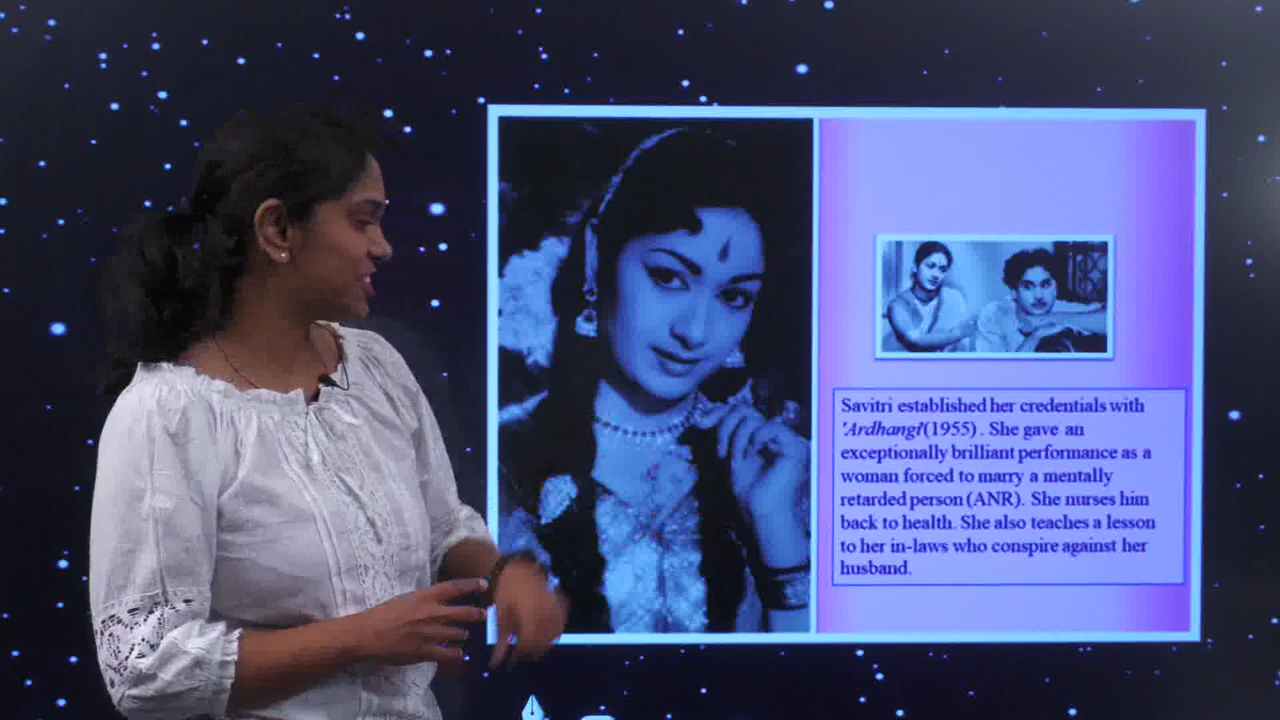 Savitri established her credentials with
'Ardhangi'(1955) . She gave an
exceptionally brilliant performance as a
woman forced to marry a mentally
retarded person (ANR). She nurses him
back to health. She also teaches a lesson
to her in-laws who conspire against her
husband.